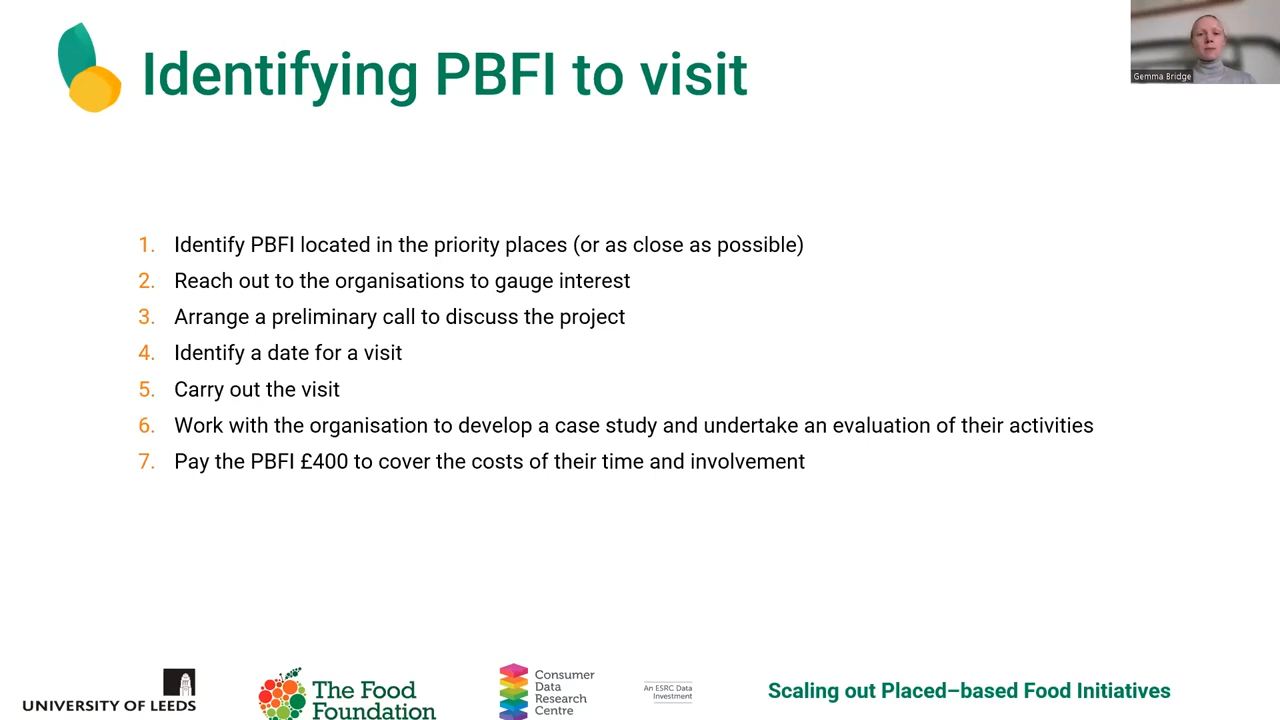 Identifying PBFI to visit
Gemma Bridge
1. Identify PBFI located in the priority places (or as close as possible)
2. Reach out to the organisations to gauge interest
3. Arrange a preliminary call to discuss the project
4. Identify a date for a visit
5. Carry out the visit
6. Work with the organisation to develop a case study and undertake an evaluation of their activities
7. Pay the PBFI £400 to cover the costs of their time and involvement
UNIVERSITY OF LEEDS
The Food
Foundation
Consumer
Data
Research
Centre
An ESRC Data
Investment
Scaling out Placed–based Food Initiatives